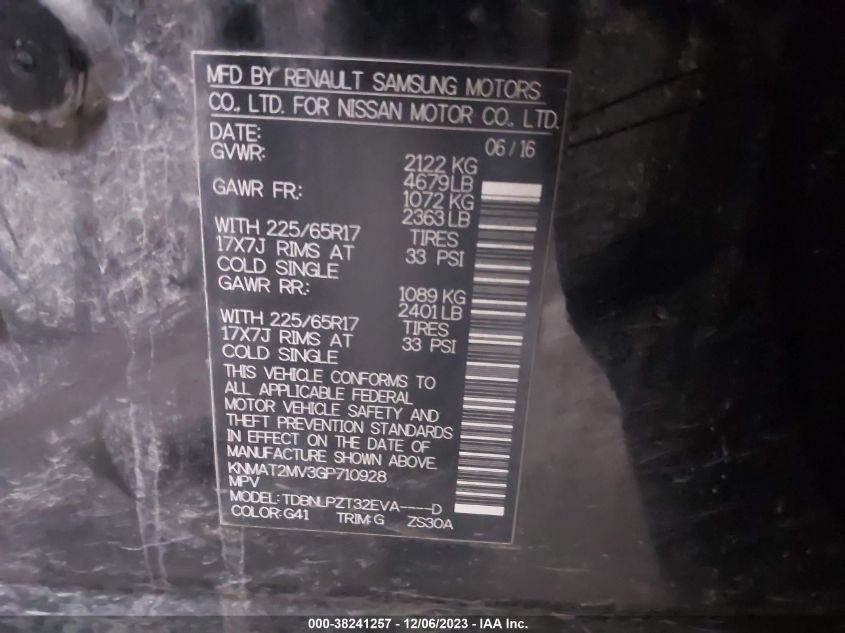 MFD BY RENAULT SAMSUNG MOTORS
CO., LTD. FOR NISSAN MOTOR CO., LTD.
DATE: 06/16
GVWR: 2122 KG
4679LB
GAWR FR.: 1072 KG
2363LB
WITH 225/65R17 TIRES
17X7J RIMS AT 33 PSI
COLD SINGLE
GAWR RR.: 1089 KG
2401LB
WITH 225/65R17 TIRES
17X7J RIMS AT 33 PSI
COLD SINGLE
THIS VEHICLE CONFORMS TO
ALL APPLICABLE FEDERAL
MOTOR VEHICLE SAFETY AND
THEFT PREVENTION STANDARDS
IN EFFECT ON THE DATE OF
MANUFACTURE SHOWN ABOVE.
KNMAT2MV3GP710928
MPV
MODEL: TDBNLPZT32EVA----D
COLOR:G41 TRIM:G ZS30A
000-38241257 - 12/06/2023 - IAA Inc.